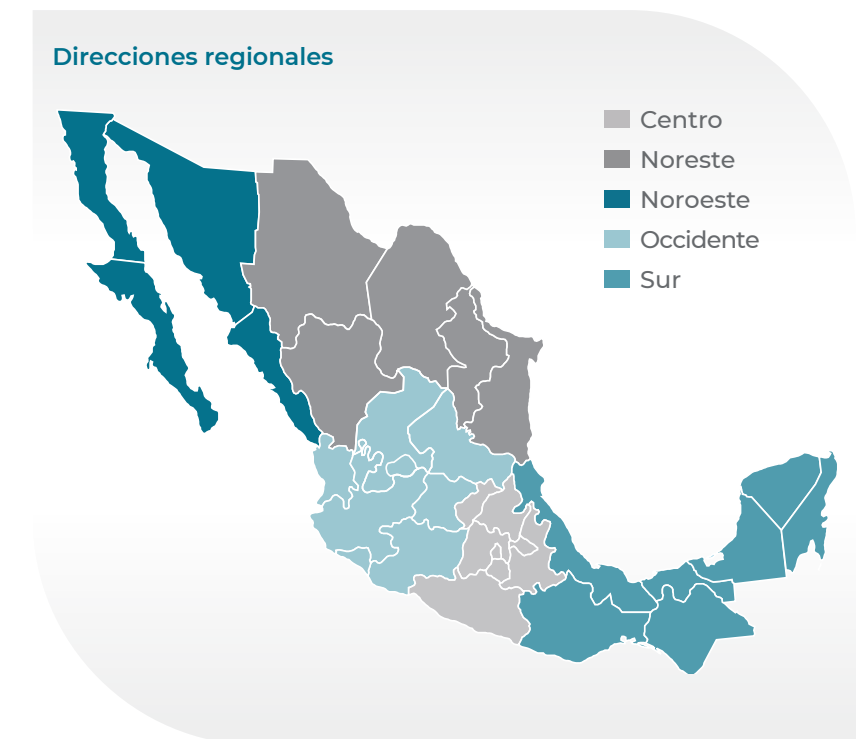 Direcciones regionales
Centro
Noreste
Noroeste
Occidente
Sur